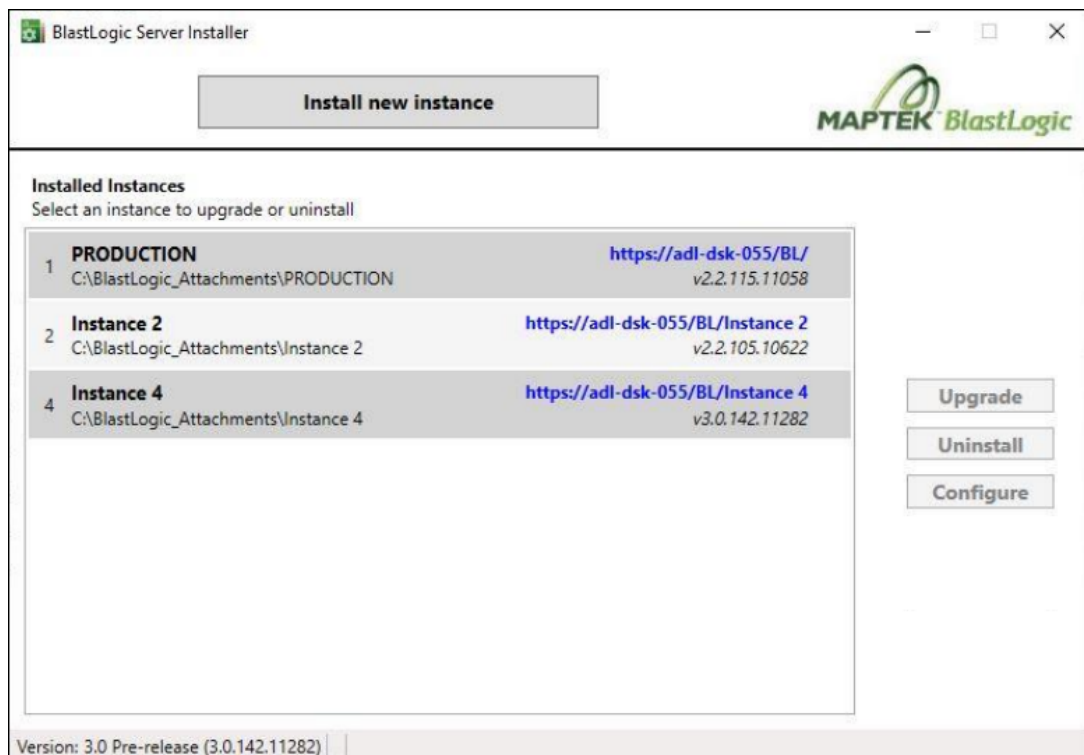 BlastLogic Server Installer
Install new instance
MAPTEK BlastLogic
Installed Instances
Select an instance to upgrade or uninstall
1
PRODUCTION
https://adl-dsk-055/BL/
C:\BlastLogic_Attachments\PRODUCTION
v2.2.115.11058
2
Instance 2
https://adl-dsk-055/BL/Instance 2
C:\BlastLogic_Attachments\Instance 2
v2.2.105.10622
4
Instance 4
https://adl-dsk-055/BL/Instance 4
C:\BlastLogic_Attachments\Instance 4
v3.0.142.11282
Upgrade
Uninstall
Configure
Version: 3.0 Pre-release (3.0.142.11282)